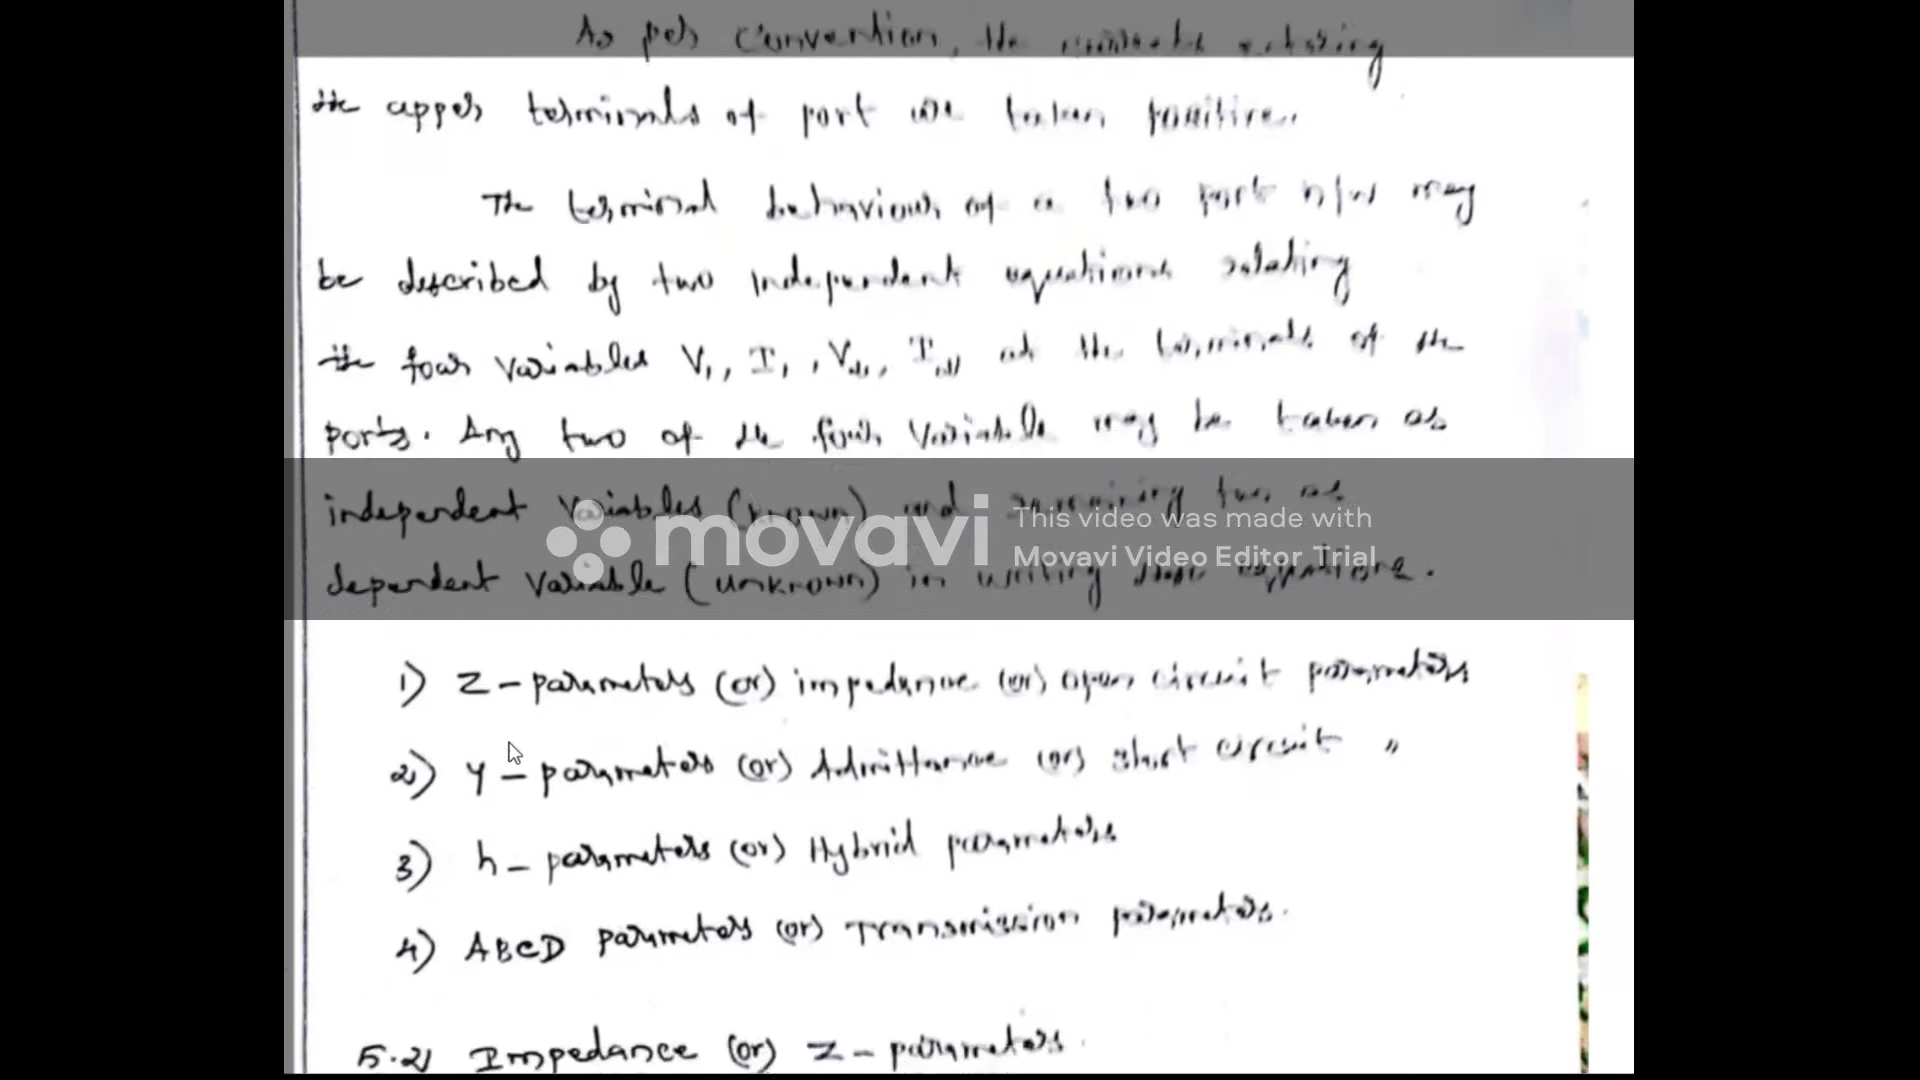 As per convention, the currents entering
the upper terminals of port are taken positive.
The terminal behaviour of a two port n/w may
be described by two independent equations relating
the four variables V1, I1, V2, I2 at the terminals of the
ports. Any two of the four variable may be taken as
independent variables (known) and remaining two as
dependent variable (unknown) in writing these equations.
movavi
This video was made with
Movavi Video Editor Trial
1) Z - parameters (or) impedance (or) open circuit parameters
2) Y - parameters (or) Admittance (or) short circuit "
3) h - parameters (or) Hybrid parameters
4) ABCD parameters (or) Transmission parameters.
5.2) Impedance (or) Z - parameters.